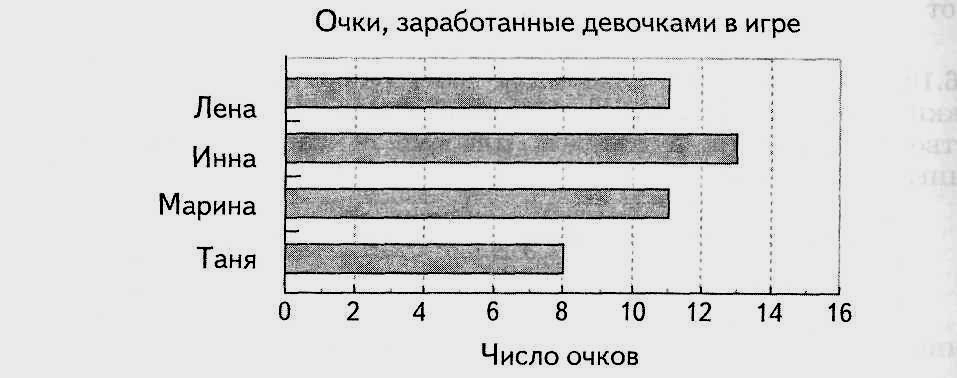 Очки, заработанные девочками в игре
Лена
Инна
Марина
Таня
0 2 4 6 8 10 12 14 16
Число очков